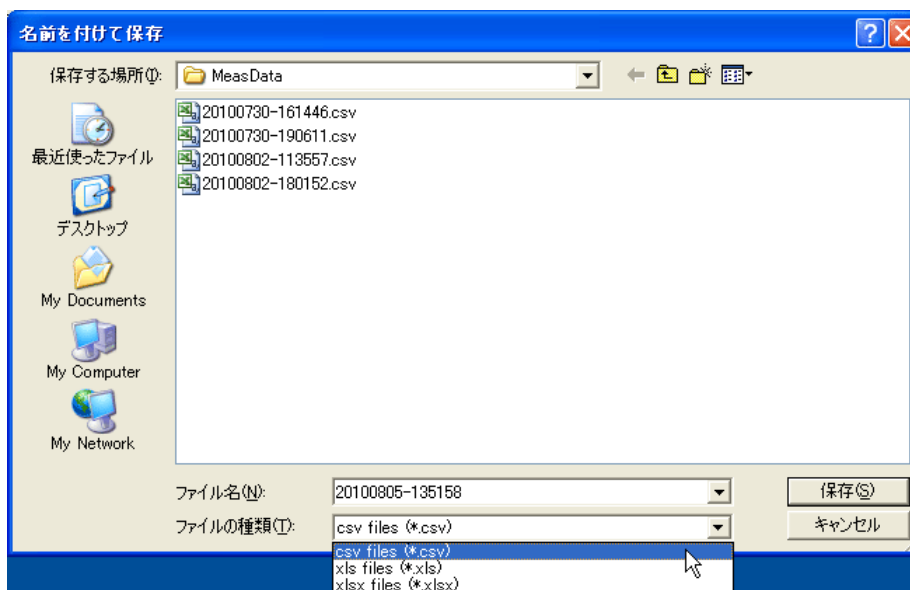 名前を付けて保存
保存する場所(I):
MeasData
20100730-161446.csv
20100730-190611.csv
20100802-113557.csv
20100802-180152.csv
最近使ったファイル
デスクトップ
My Documents
My Computer
My Network
ファイル名(N):
20100805-135158
保存(S)
ファイルの種類(T):
csv files (*.csv)
キャンセル
csv files (*.csv)
xls files (*.xls)
xlsx files (*.xlsx)